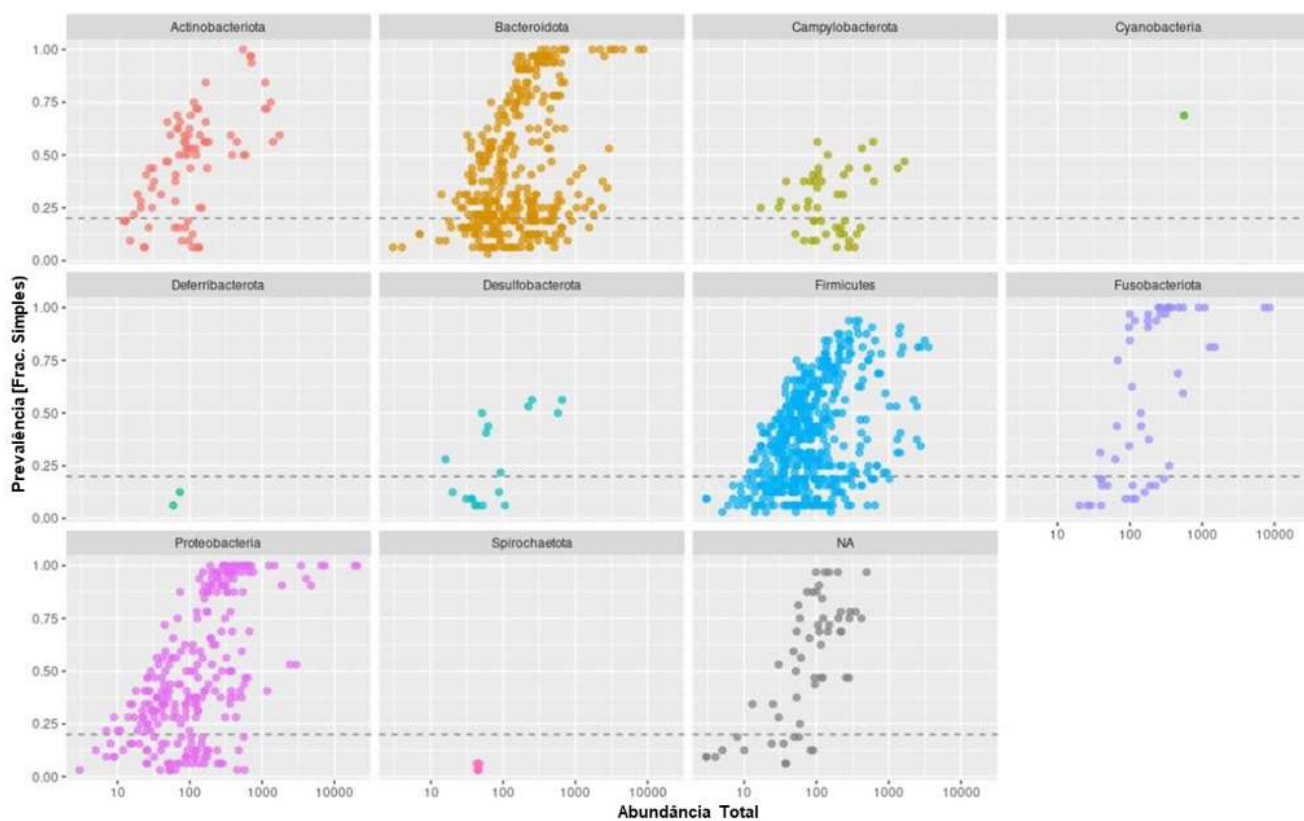 Actinobacteriota Bacteroidota Campylobacterota Cyanobacteria
1.00
0.75
0.50
0.25
0.00
Deferribacterota Desulfobacterota Firmicutes Fusobacteriota
1.00
0.75
0.50
0.25
0.00
10 100 1000 10000
Proteobacteria Spirochaetota NA
1.00
0.75
0.50
0.25
0.00
10 100 1000 10000 10 100 1000 10000 10 100 1000 10000
Prevalência [Frac. Simples)
Abundância Total